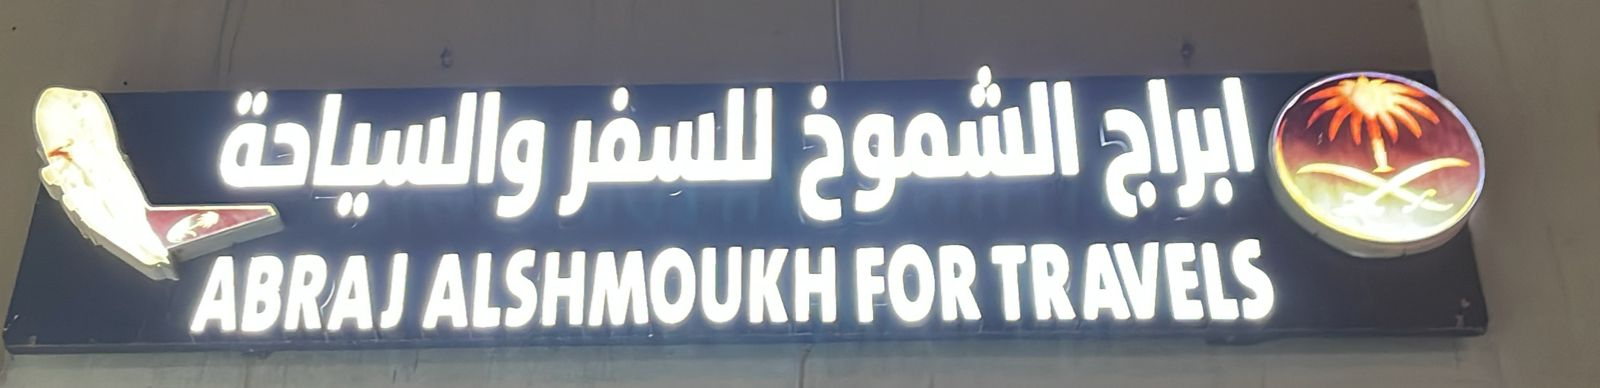 ابراج الشموخ للسفر والسياحة
ABRAJ ALSHMOUKH FOR TRAVELS